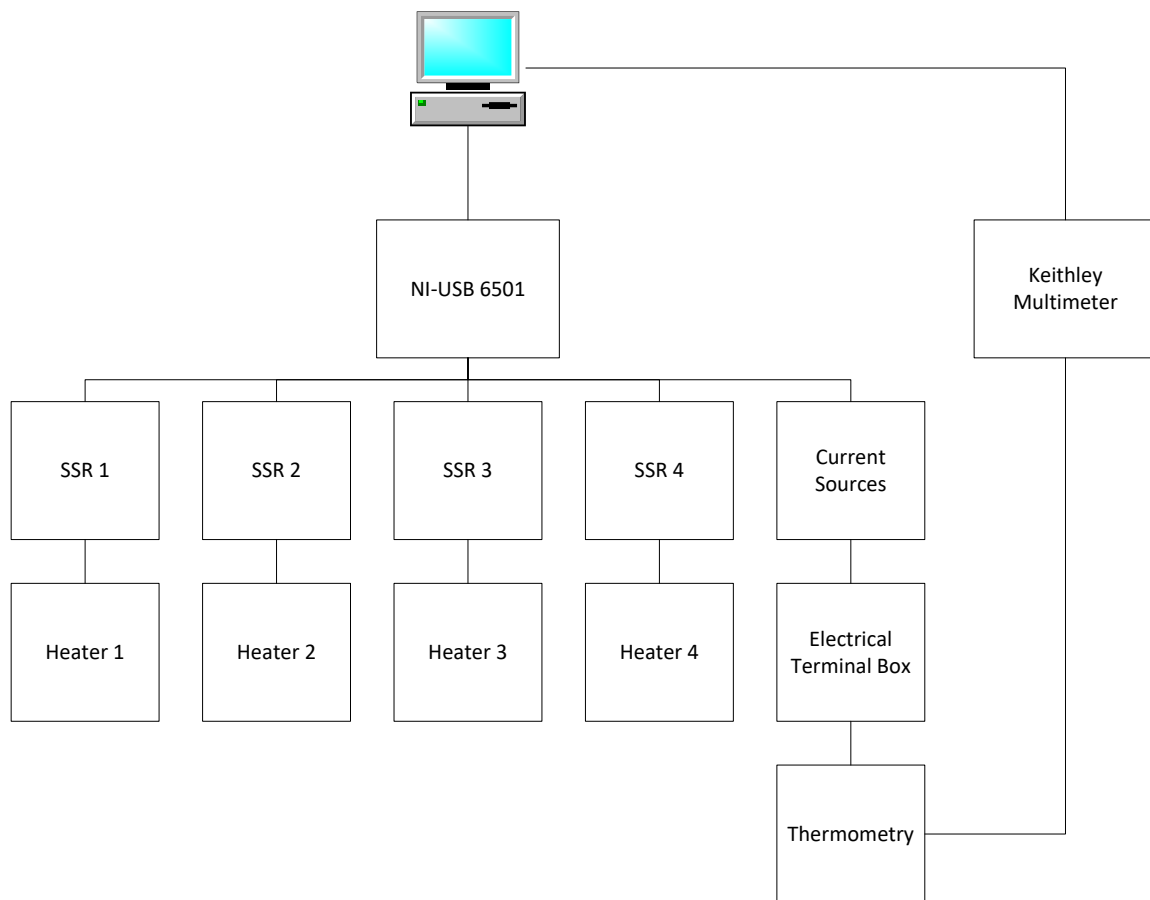 NI-USB 6501
Keithley
Multimeter
SSR 1
SSR 2
SSR 3
SSR 4
Current
Sources
Heater 1
Heater 2
Heater 3
Heater 4
Electrical
Terminal Box
Thermometry